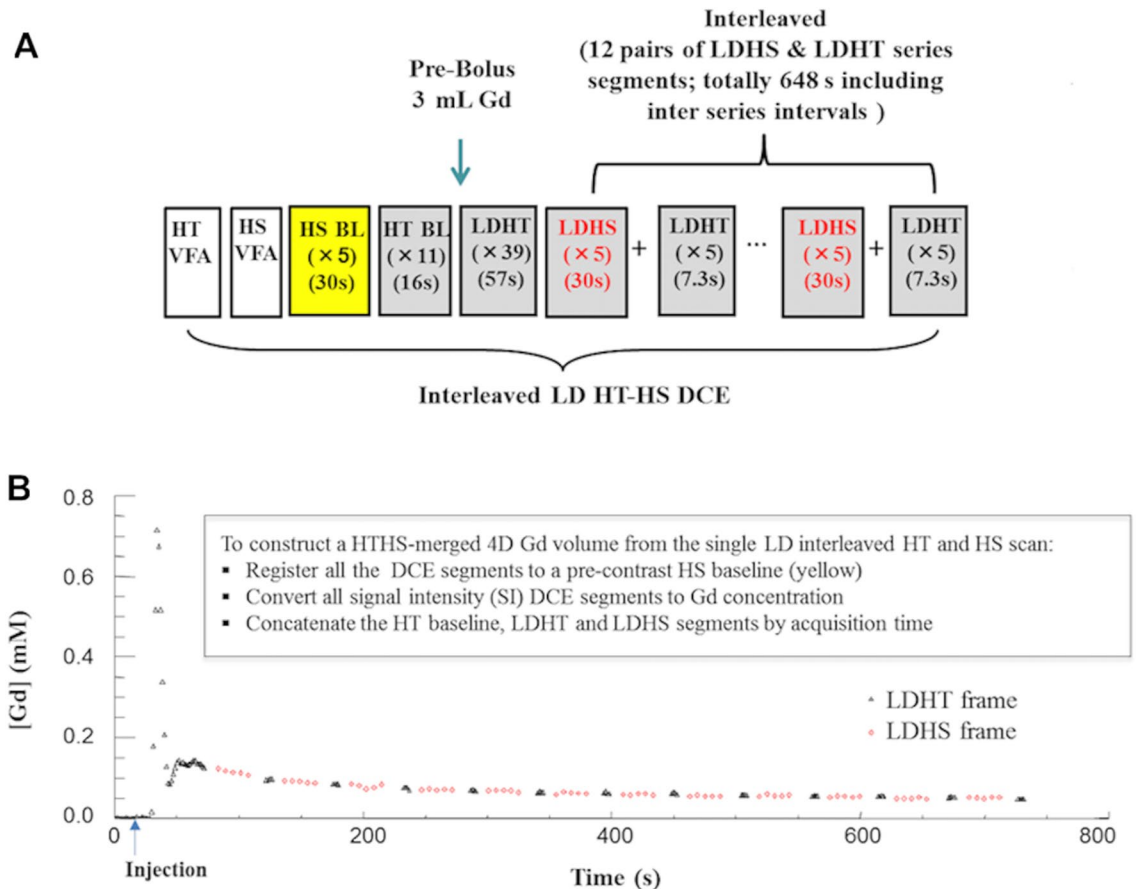 A
Interleaved
(12 pairs of LDHS & LDHT series
segments; totally 648 s including
inter series intervals )
Pre-Bolus
3 mL Gd
HT
VFA
HS
VFA
HS BL
(×5)
(30s)
HT BL
(×11)
(16s)
LDHT
(×39)
(57s)
LDHS
(×5)
(30s)
+
LDHT
(×5)
(7.3s)
...
LDHS
(×5)
(30s)
+
LDHT
(×5)
(7.3s)
Interleaved LD HT-HS DCE
B
[Gd] (mM)
0.8
0.6
0.4
0.2
0.0
To construct a HTHS-merged 4D Gd volume from the single LD interleaved HT and HS scan:
▪ Register all the DCE segments to a pre-contrast HS baseline (yellow)
▪ Convert all signal intensity (SI) DCE segments to Gd concentration
▪ Concatenate the HT baseline, LDHT and LDHS segments by acquisition time
LDHT frame
LDHS frame
0 200 400 600 800
Injection
Time (s)